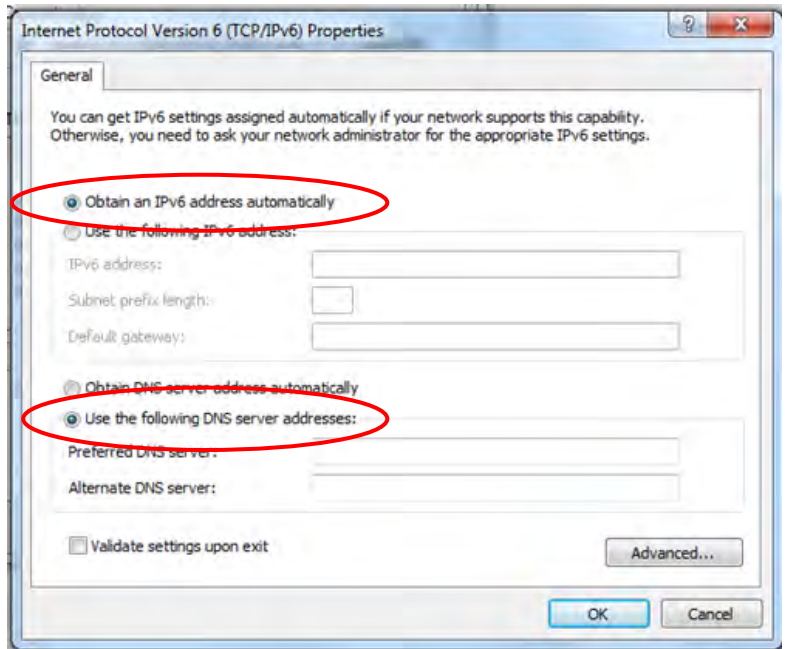 Internet Protocol Version 6 (TCP/IPv6) Properties
General
You can get IPv6 settings assigned automatically if your network supports this capability.
Otherwise, you need to ask your network administrator for the appropriate IPv6 settings.
Obtain an IPv6 address automatically
Use the following IPv6 address:
IPv6 address:
Subnet prefix length:
Default gateway:
Obtain DNS server address automatically
Use the following DNS server addresses:
Preferred DNS server:
Alternate DNS server:
Validate settings upon exit
Advanced...
OK Cancel